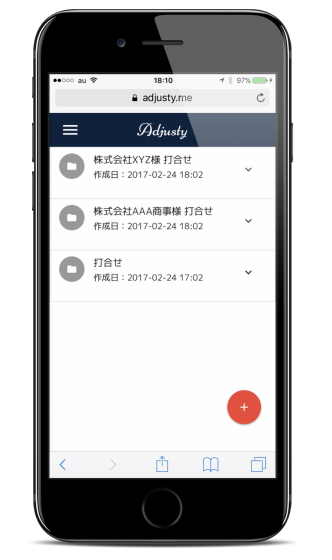 au 18:10 97%
adjusty.me
Adjusty
株式会社XYZ様 打合せ
作成日：2017-02-24 18:02
株式会社AAA商事様 打合せ
作成日：2017-02-24 18:02
打合せ
作成日：2017-02-24 17:02